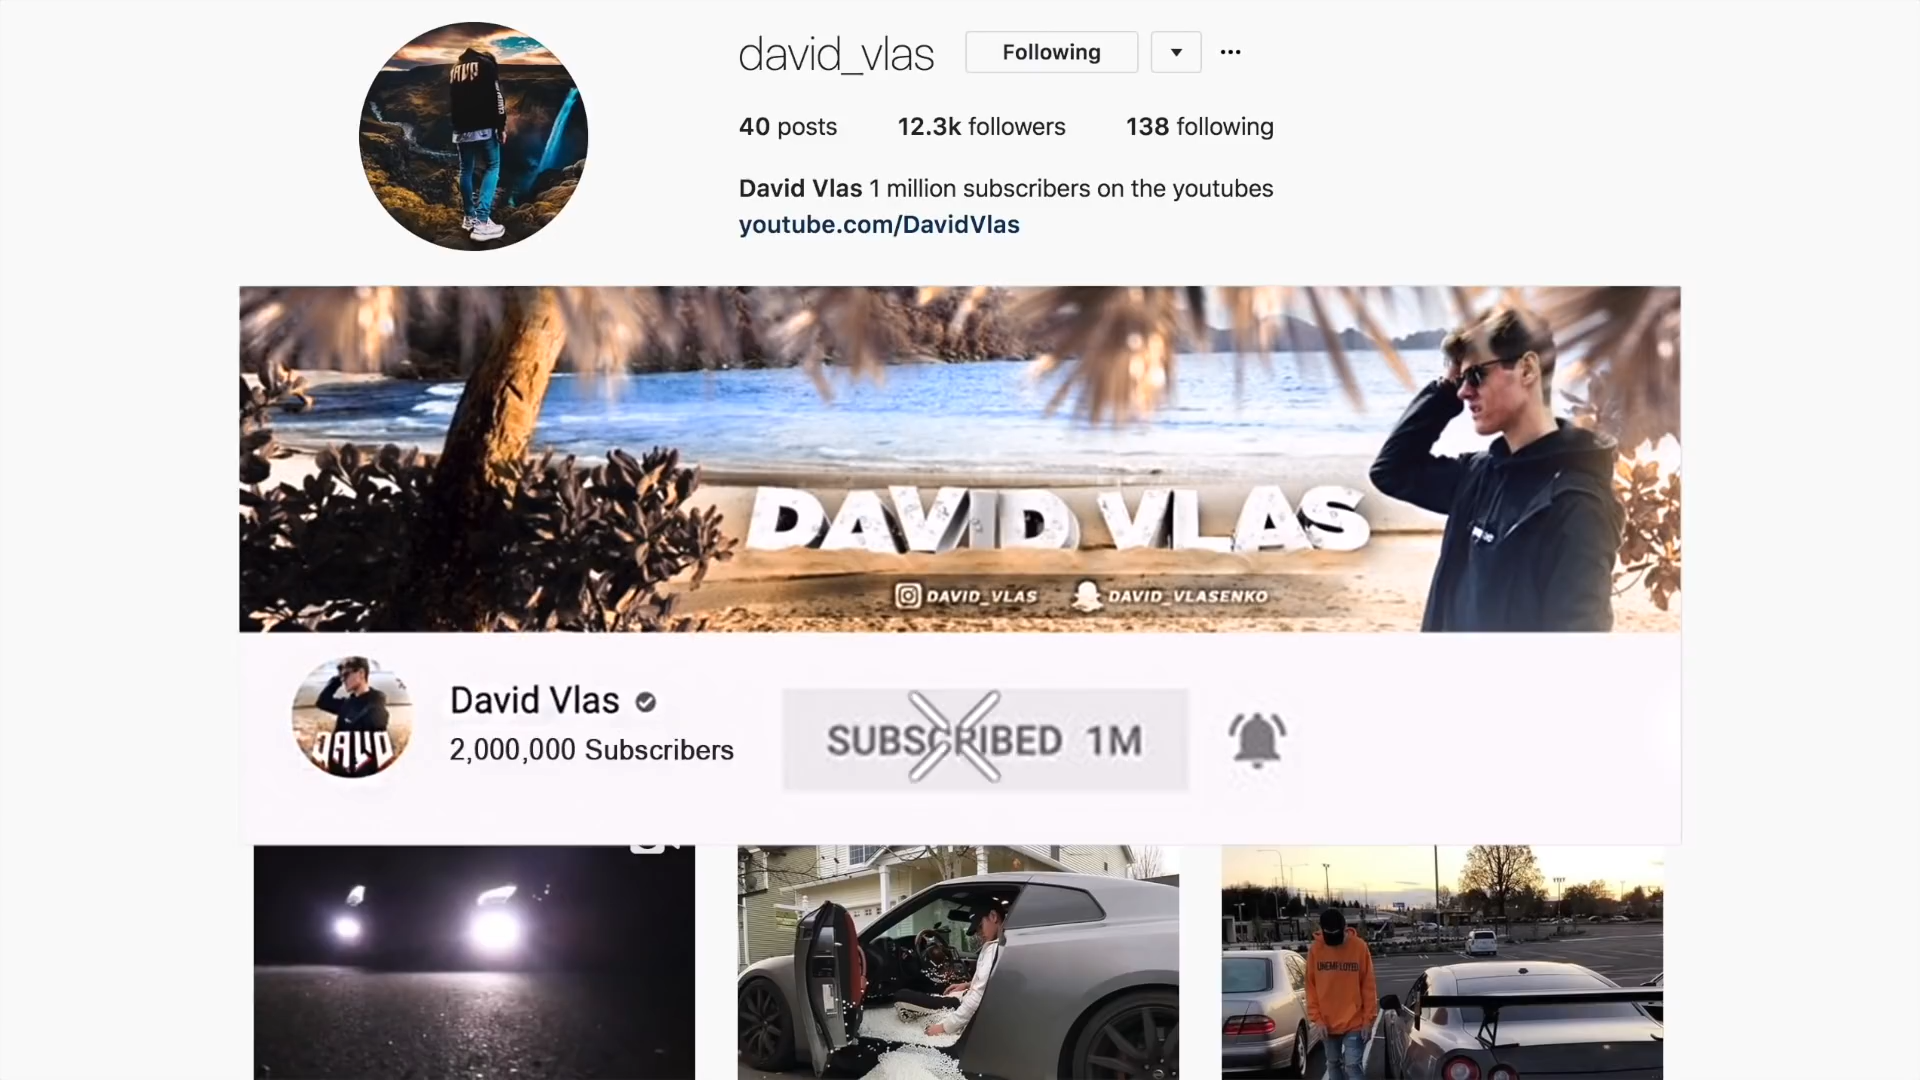 david_vlas Following
40 posts 12.3k followers 138 following
David Vlas 1 million subscribers on the youtubes
youtube.com/DavidVlas
DAVID VLAS
DAVID_VLAS DAVID_VLASENKO
David Vlas
2,000,000 Subscribers
SUBSCRIBED 1M
UNEMPLOYED